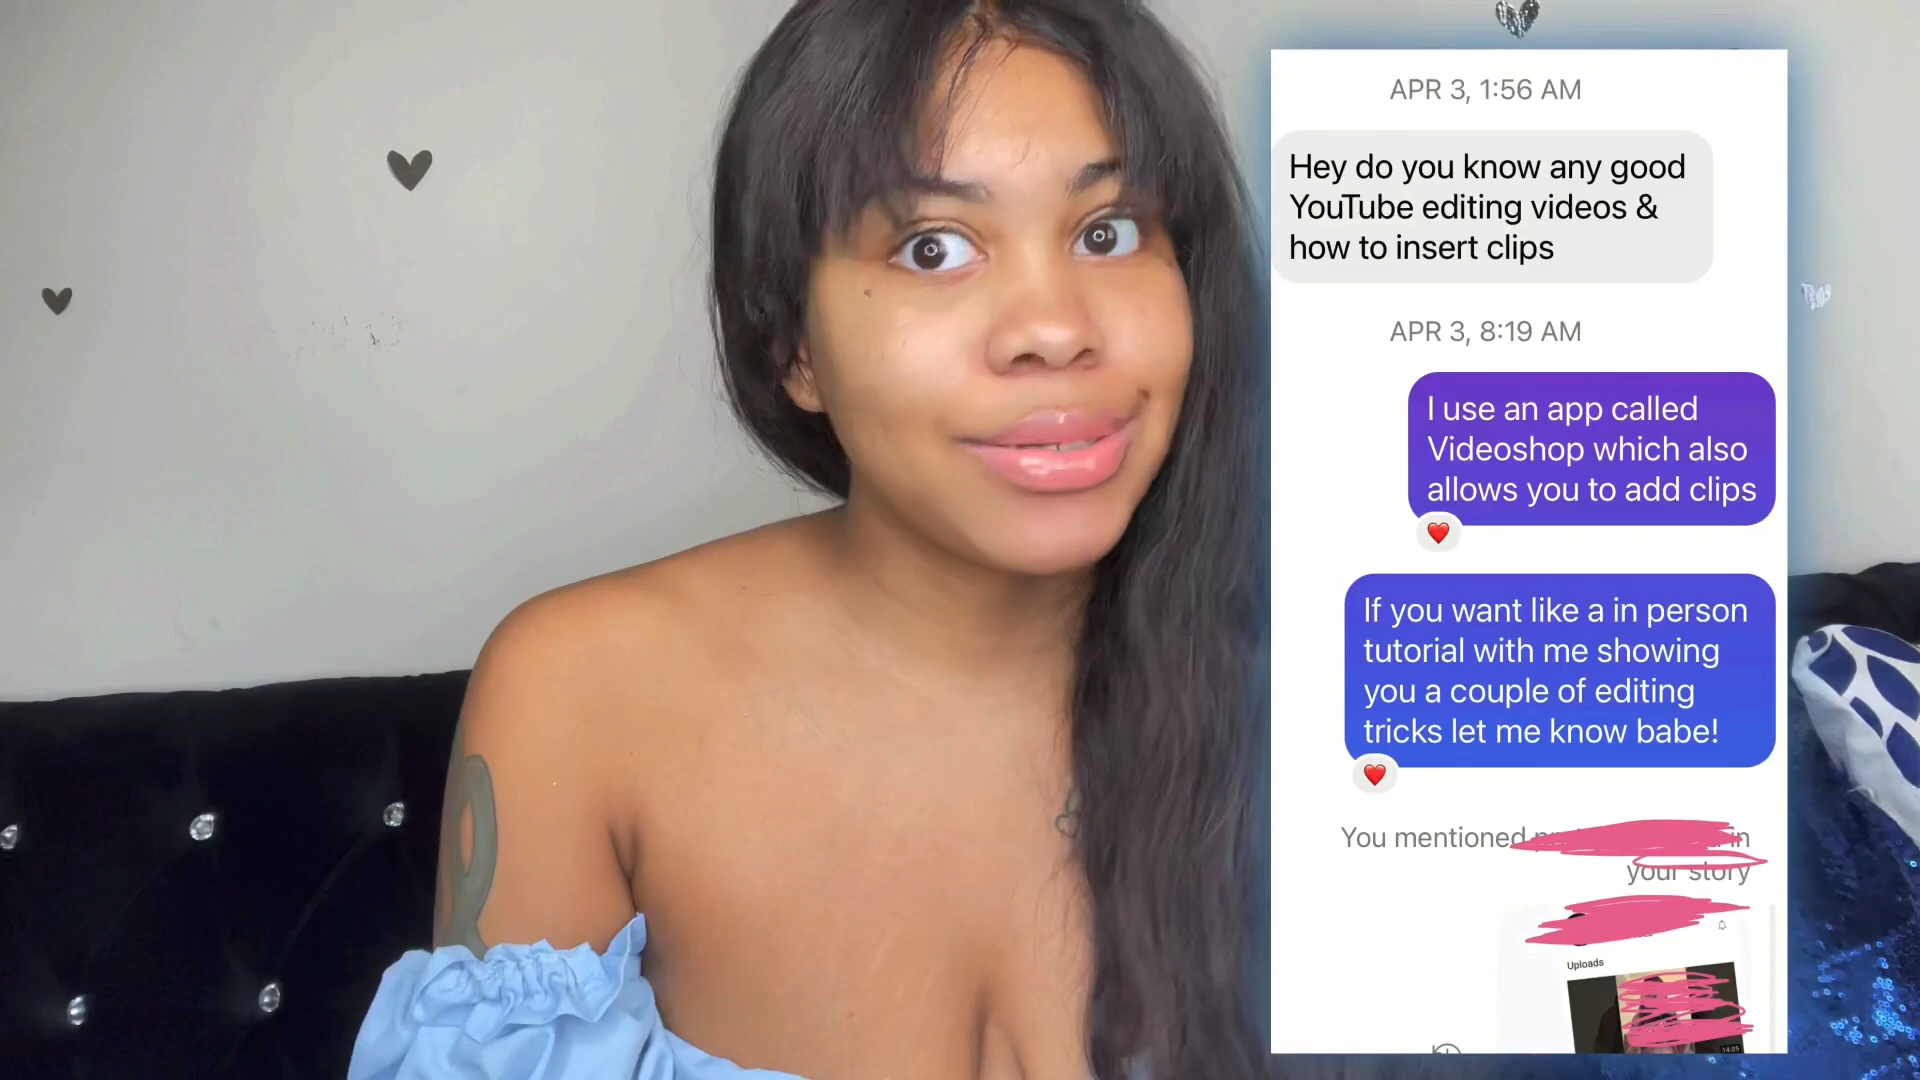 APR 3, 1:56 AM
Hey do you know any good
YouTube editing videos &
how to insert clips
APR 3, 8:19 AM
I use an app called
Videoshop which also
allows you to add clips
If you want like a in person
tutorial with me showing
you a couple of editing
tricks let me know babe!
You mentioned in
your story
Uploads
14:05